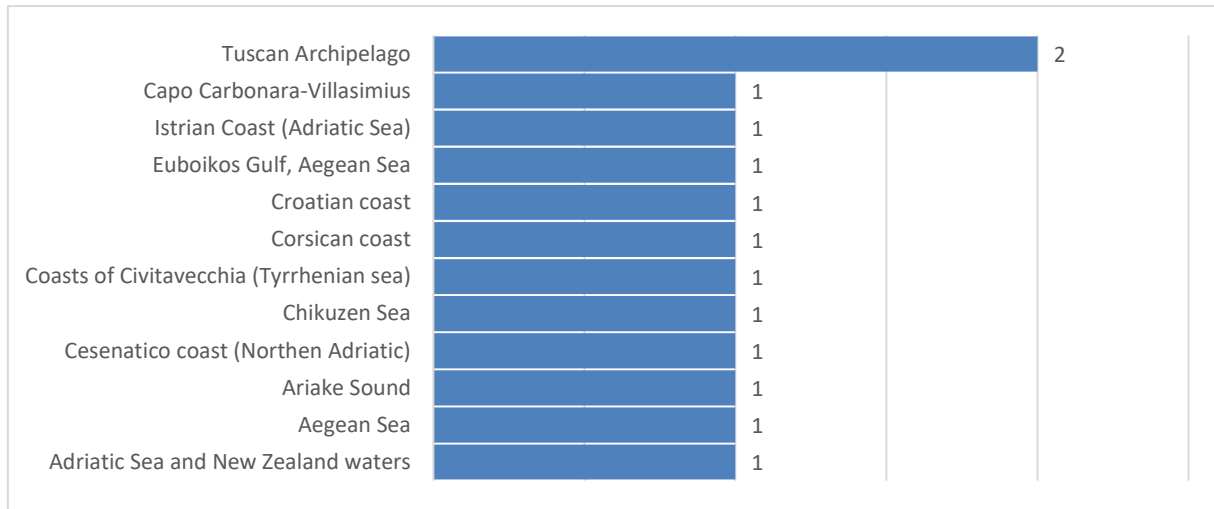 Tuscan Archipelago 2
Capo Carbonara-Villasimius 1
Istrian Coast (Adriatic Sea) 1
Euboikos Gulf, Aegean Sea 1
Croatian coast 1
Corsican coast 1
Coasts of Civitavecchia (Tyrrhenian sea) 1
Chikuzen Sea 1
Cesenatico coast (Northen Adriatic) 1
Ariake Sound 1
Aegean Sea 1
Adriatic Sea and New Zealand waters 1